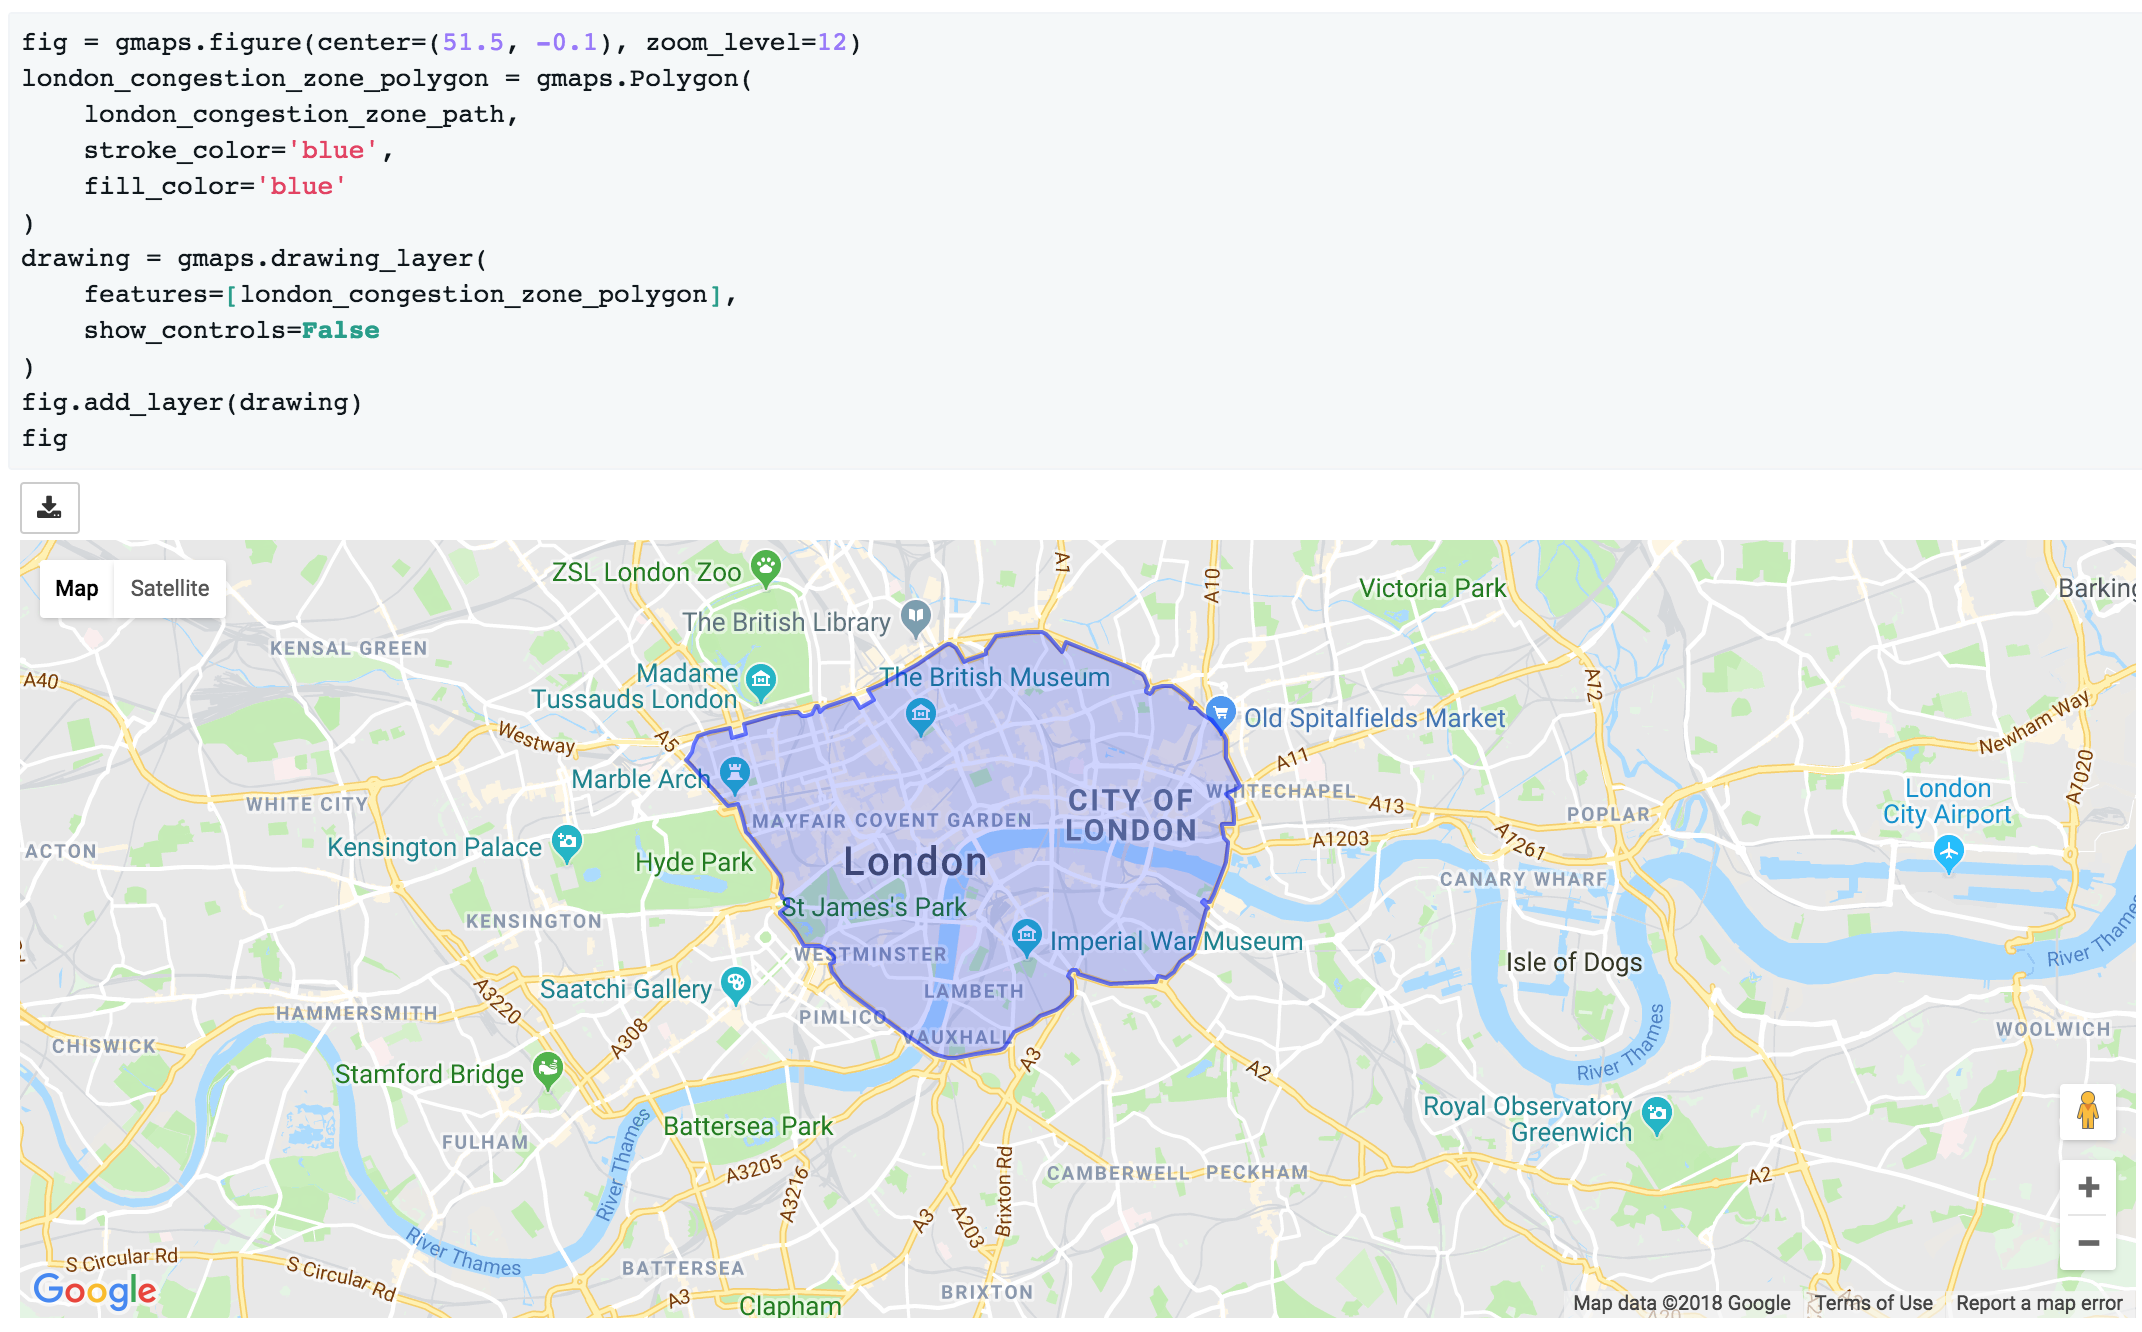 fig = gmaps.figure(center=(51.5, -0.1), zoom_level=12)
london_congestion_zone_polygon = gmaps.Polygon(
    london_congestion_zone_path,
    stroke_color='blue',
    fill_color='blue'
)
drawing = gmaps.drawing_layer(
    features=[london_congestion_zone_polygon],
    show_controls=False
)
fig.add_layer(drawing)
fig
Map
Satellite
ZSL London Zoo
A1
A10
Victoria Park
Barking
The British Library
KENSAL GREEN
A40
Madame
Tussauds London
The British Museum
A12
Westway
A5
Old Spitalfields Market
Newham Way
A11
A7020
Marble Arch
WHITE CITY
CITY OF
LONDON
WHITECHAPEL
A13
POPLAR
London
City Airport
MAYFAIR
COVENT GARDEN
A1203
A1261
ACTON
Kensington Palace
Hyde Park
London
CANARY WHARF
KENSINGTON
St James's Park
River Thames
WESTMINSTER
Imperial War Museum
Isle of Dogs
A3220
Saatchi Gallery
LAMBETH
HAMMERSMITH
A308
PIMLICO
VAUXHALL
WOOLWICH
CHISWICK
River Thames
Stamford Bridge
A3
A2
Royal Observatory
Greenwich
Battersea Park
River Thames
FULHAM
A3205
A3216
Brixton Rd
CAMBERWELL
PECKHAM
A2
A3
A203
River Thames
S Circular Rd
S Circular Rd
BATTERSEA
BRIXTON
Google
A3
Clapham
Map data ©2018 Google
Terms of Use
Report a map error